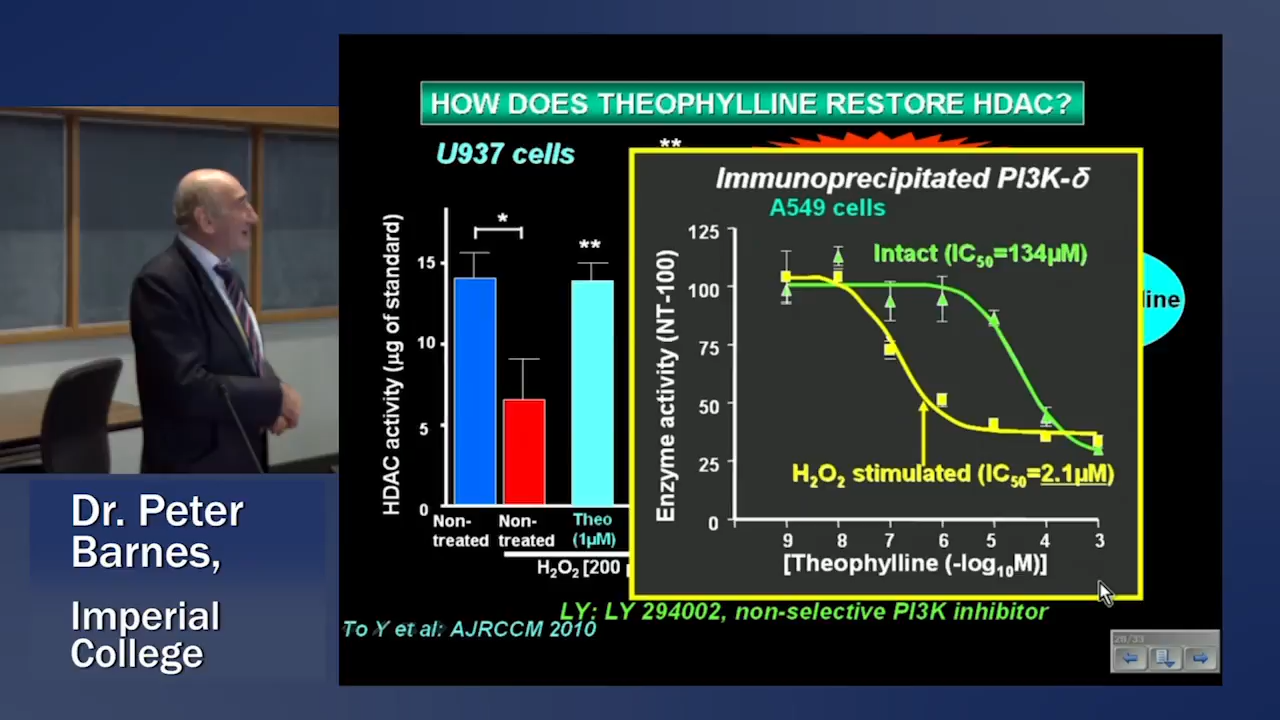 HOW DOES THEOPHYLLINE RESTORE HDAC?
U937 cells
**
*
**
HDAC activity (µg of standard)
15
10
5
0
Non-
treated
Non-
treated
Theo
(1µM)
H₂O₂ [200
Immunoprecipitated PI3K-δ
A549 cells
Enzyme activity (NT-100)
125
100
75
50
25
0
Intact (IC₅₀=134µM)
H₂O₂ stimulated (IC₅₀=2.1µM)
9 8 7 6 5 4 3
[Theophylline (-log₁₀M)]
line
LY: LY 294002, non-selective PI3K inhibitor
To Y et al: AJRCCM 2010
28/33
Dr. Peter
Barnes,
Imperial
College